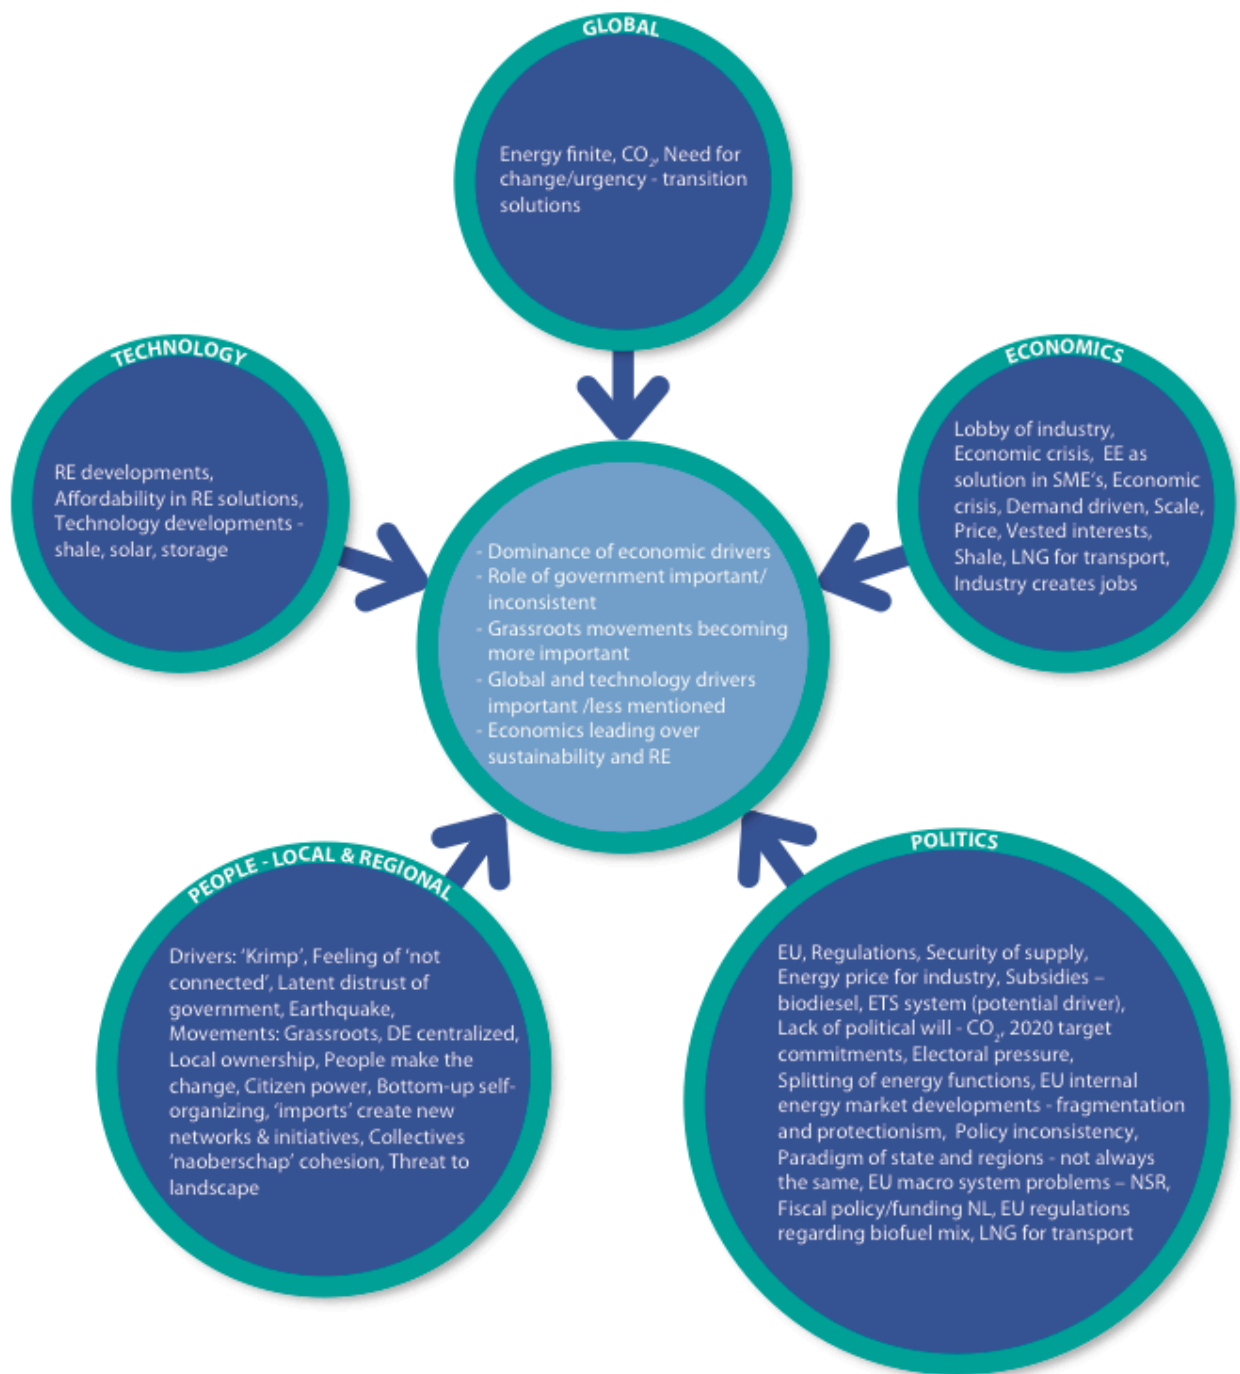 GLOBAL
Energy finite, CO₂, Need for
change/urgency - transition
solutions
TECHNOLOGY
RE developments,
Affordability in RE solutions,
Technology developments -
shale, solar, storage
ECONOMICS
Lobby of industry,
Economic crisis, EE as
solution in SME's, Economic
crisis, Demand driven, Scale,
Price, Vested interests,
Shale, LNG for transport,
Industry creates jobs
- Dominance of economic drivers
- Role of government important/
inconsistent
- Grassroots movements becoming
more important
- Global and technology drivers
important /less mentioned
- Economics leading over
sustainability and RE
PEOPLE - LOCAL & REGIONAL
Drivers: ‘Krimp’, Feeling of ‘not
connected’, Latent distrust of
government, Earthquake,
Movements: Grassroots, DE centralized,
Local ownership, People make the
change, Citizen power, Bottom-up self-
organizing, ‘imports’ create new
networks & initiatives, Collectives
‘naoberschap’ cohesion, Threat to
landscape
POLITICS
EU, Regulations, Security of supply,
Energy price for industry, Subsidies –
biodiesel, ETS system (potential driver),
Lack of political will - CO₂, 2020 target
commitments, Electoral pressure,
Splitting of energy functions, EU internal
energy market developments - fragmentation
and protectionism, Policy inconsistency,
Paradigm of state and regions - not always
the same, EU macro system problems – NSR,
Fiscal policy/funding NL, EU regulations
regarding biofuel mix, LNG for transport